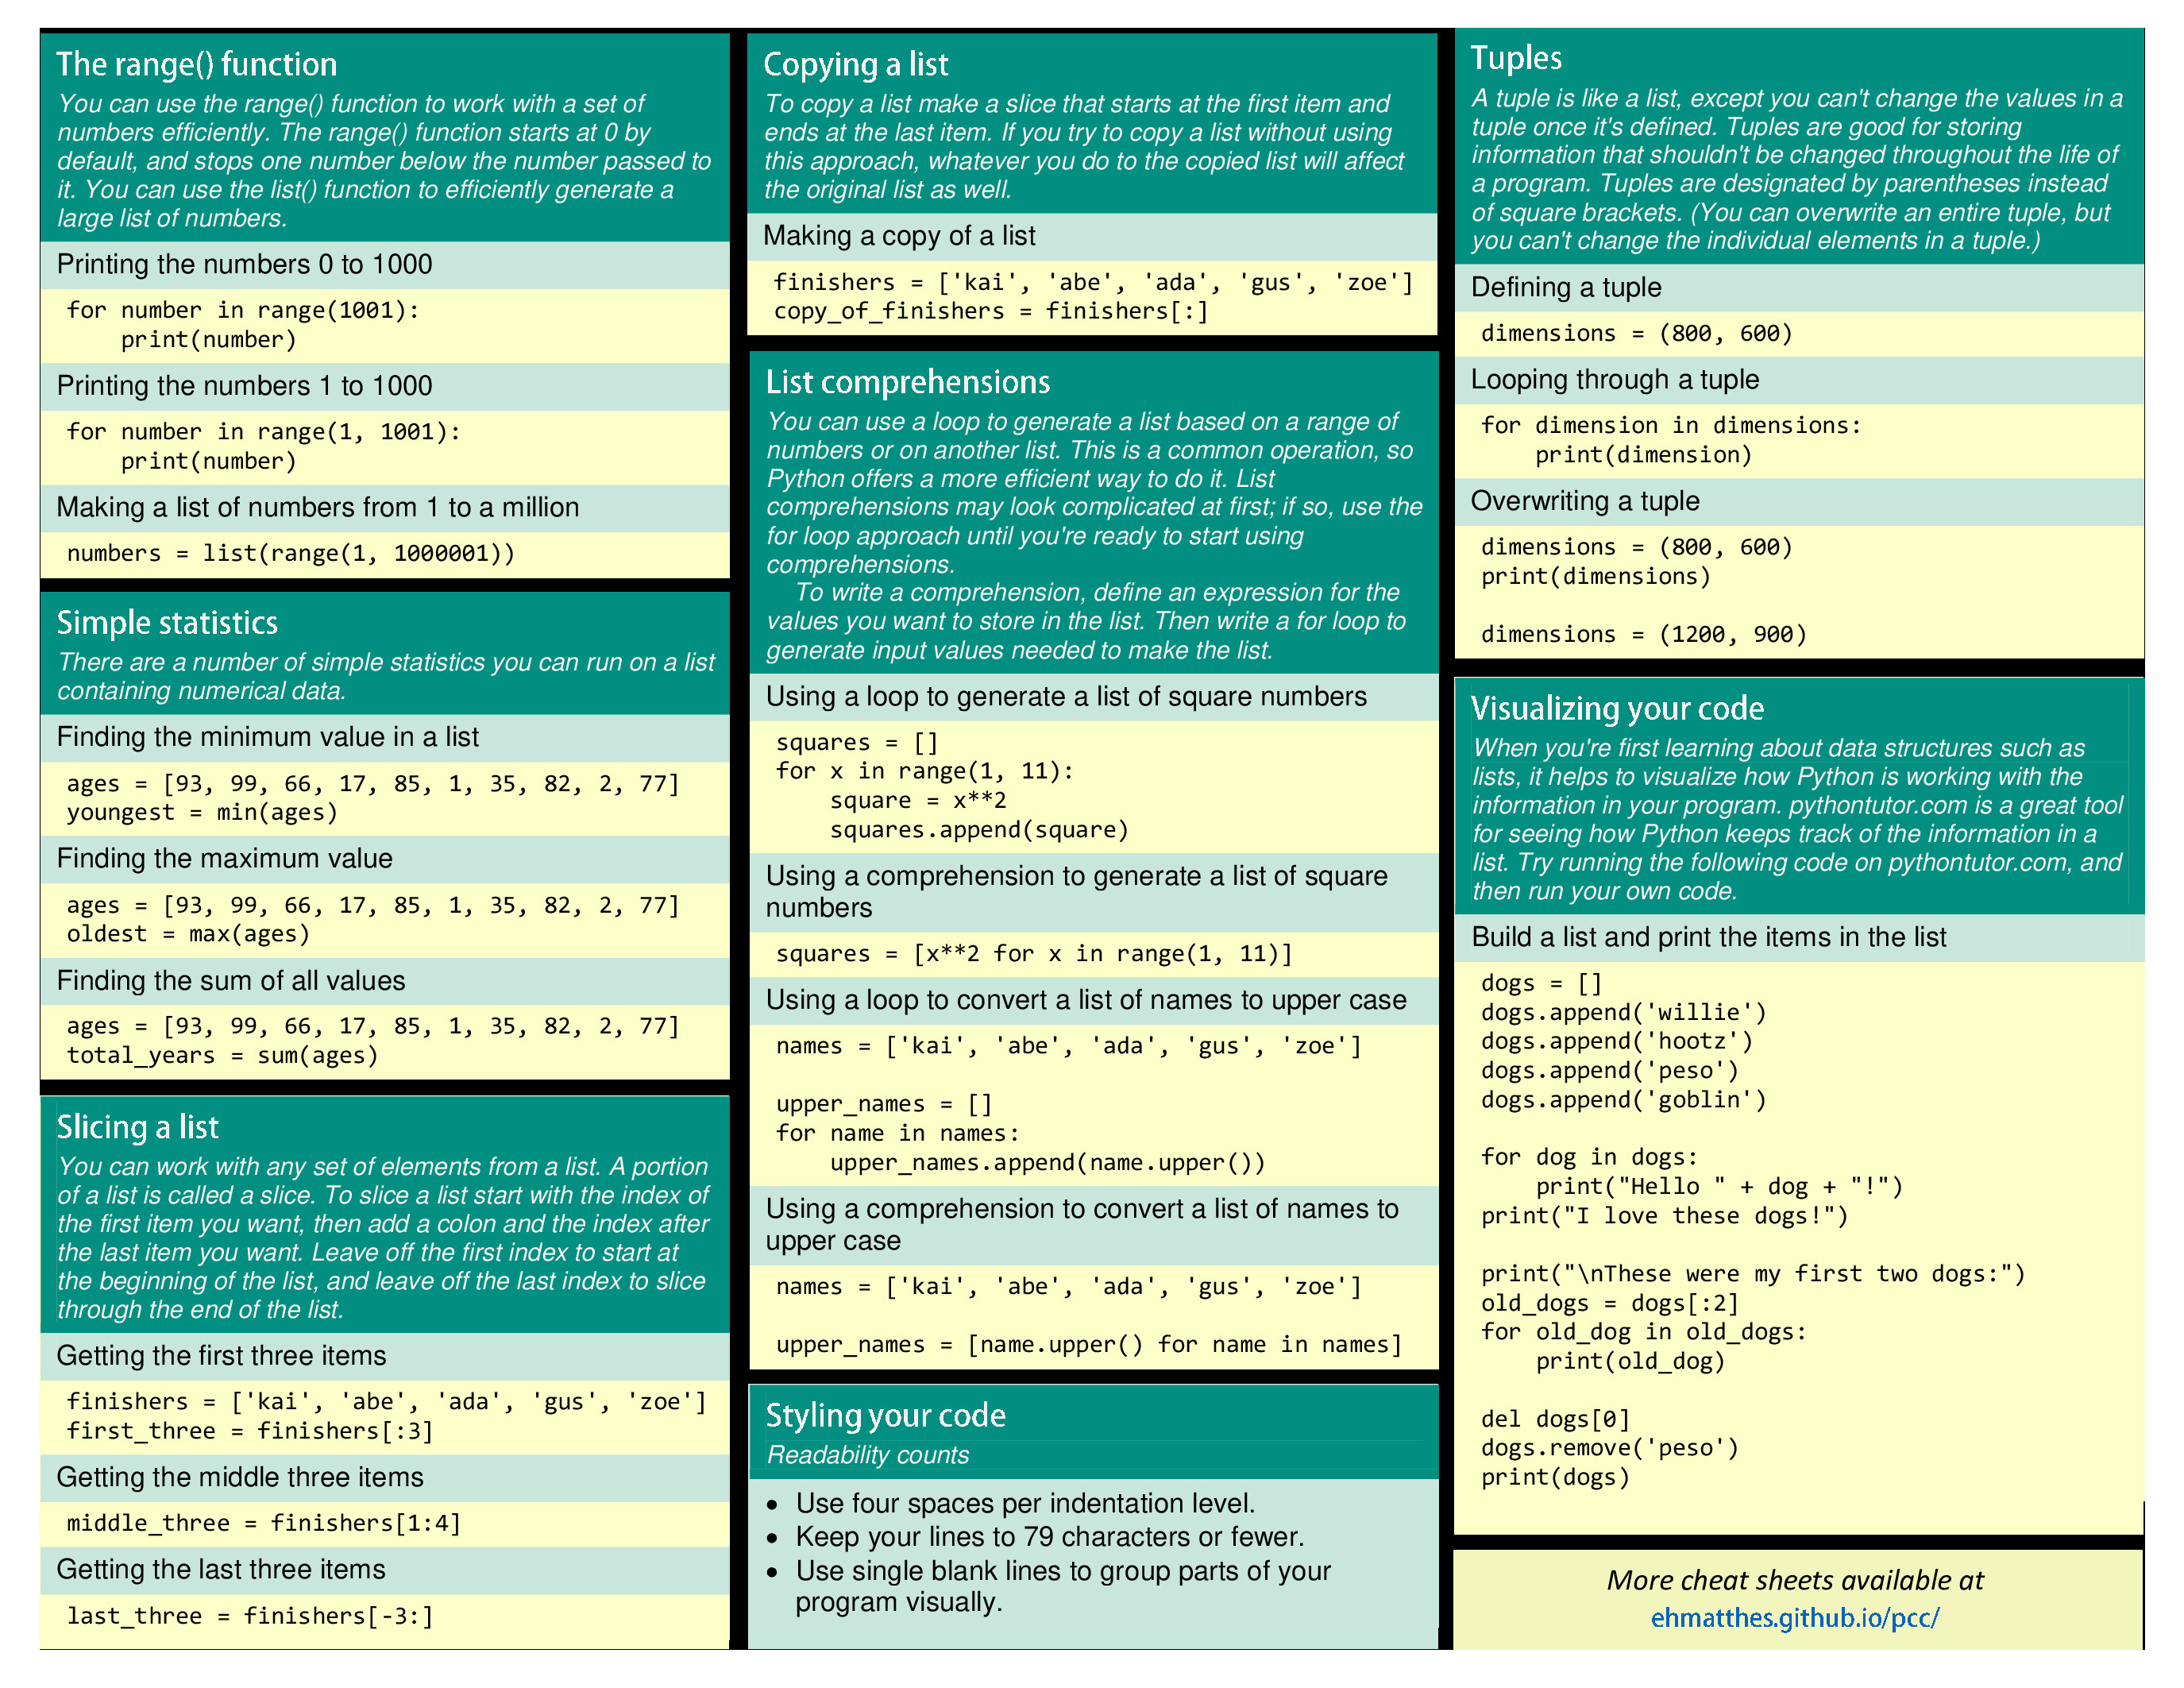 The range() function
You can use the range() function to work with a set of
numbers efficiently. The range() function starts at 0 by
default, and stops one number below the number passed to
it. You can use the list() function to efficiently generate a
large list of numbers.
Printing the numbers 0 to 1000
for number in range(1001):
    print(number)
Printing the numbers 1 to 1000
for number in range(1, 1001):
    print(number)
Making a list of numbers from 1 to a million
numbers = list(range(1, 1000001))
Simple statistics
There are a number of simple statistics you can run on a list
containing numerical data.
Finding the minimum value in a list
ages = [93, 99, 66, 17, 85, 1, 35, 82, 2, 77]
youngest = min(ages)
Finding the maximum value
ages = [93, 99, 66, 17, 85, 1, 35, 82, 2, 77]
oldest = max(ages)
Finding the sum of all values
ages = [93, 99, 66, 17, 85, 1, 35, 82, 2, 77]
total_years = sum(ages)
Slicing a list
You can work with any set of elements from a list. A portion
of a list is called a slice. To slice a list start with the index of
the first item you want, then add a colon and the index after
the last item you want. Leave off the first index to start at
the beginning of the list, and leave off the last index to slice
through the end of the list.
Getting the first three items
finishers = ['kai', 'abe', 'ada', 'gus', 'zoe']
first_three = finishers[:3]
Getting the middle three items
middle_three = finishers[1:4]
Getting the last three items
last_three = finishers[-3:]
Copying a list
To copy a list make a slice that starts at the first item and
ends at the last item. If you try to copy a list without using
this approach, whatever you do to the copied list will affect
the original list as well.
Making a copy of a list
finishers = ['kai', 'abe', 'ada', 'gus', 'zoe']
copy_of_finishers = finishers[:]
List comprehensions
You can use a loop to generate a list based on a range of
numbers or on another list. This is a common operation, so
Python offers a more efficient way to do it. List
comprehensions may look complicated at first; if so, use the
for loop approach until you're ready to start using
comprehensions.
To write a comprehension, define an expression for the
values you want to store in the list. Then write a for loop to
generate input values needed to make the list.
Using a loop to generate a list of square numbers
squares = []
for x in range(1, 11):
    square = x**2
    squares.append(square)
Using a comprehension to generate a list of square
numbers
squares = [x**2 for x in range(1, 11)]
Using a loop to convert a list of names to upper case
names = ['kai', 'abe', 'ada', 'gus', 'zoe']
upper_names = []
for name in names:
    upper_names.append(name.upper())
Using a comprehension to convert a list of names to
upper case
names = ['kai', 'abe', 'ada', 'gus', 'zoe']
upper_names = [name.upper() for name in names]
Styling your code
Readability counts
• Use four spaces per indentation level.
• Keep your lines to 79 characters or fewer.
• Use single blank lines to group parts of your
program visually.
Tuples
A tuple is like a list, except you can't change the values in a
tuple once it's defined. Tuples are good for storing
information that shouldn't be changed throughout the life of
a program. Tuples are designated by parentheses instead
of square brackets. (You can overwrite an entire tuple, but
you can't change the individual elements in a tuple.)
Defining a tuple
dimensions = (800, 600)
Looping through a tuple
for dimension in dimensions:
    print(dimension)
Overwriting a tuple
dimensions = (800, 600)
print(dimensions)
dimensions = (1200, 900)
Visualizing your code
When you're first learning about data structures such as
lists, it helps to visualize how Python is working with the
information in your program. pythontutor.com is a great tool
for seeing how Python keeps track of the information in a
list. Try running the following code on pythontutor.com, and
then run your own code.
Build a list and print the items in the list
dogs = []
dogs.append('willie')
dogs.append('hootz')
dogs.append('peso')
dogs.append('goblin')
for dog in dogs:
    print("Hello " + dog + "!")
print("I love these dogs!")
print("\nThese were my first two dogs:")
old_dogs = dogs[:2]
for old_dog in old_dogs:
    print(old_dog)
del dogs[0]
dogs.remove('peso')
print(dogs)
More cheat sheets available at
ehmatthes.github.io/pcc/